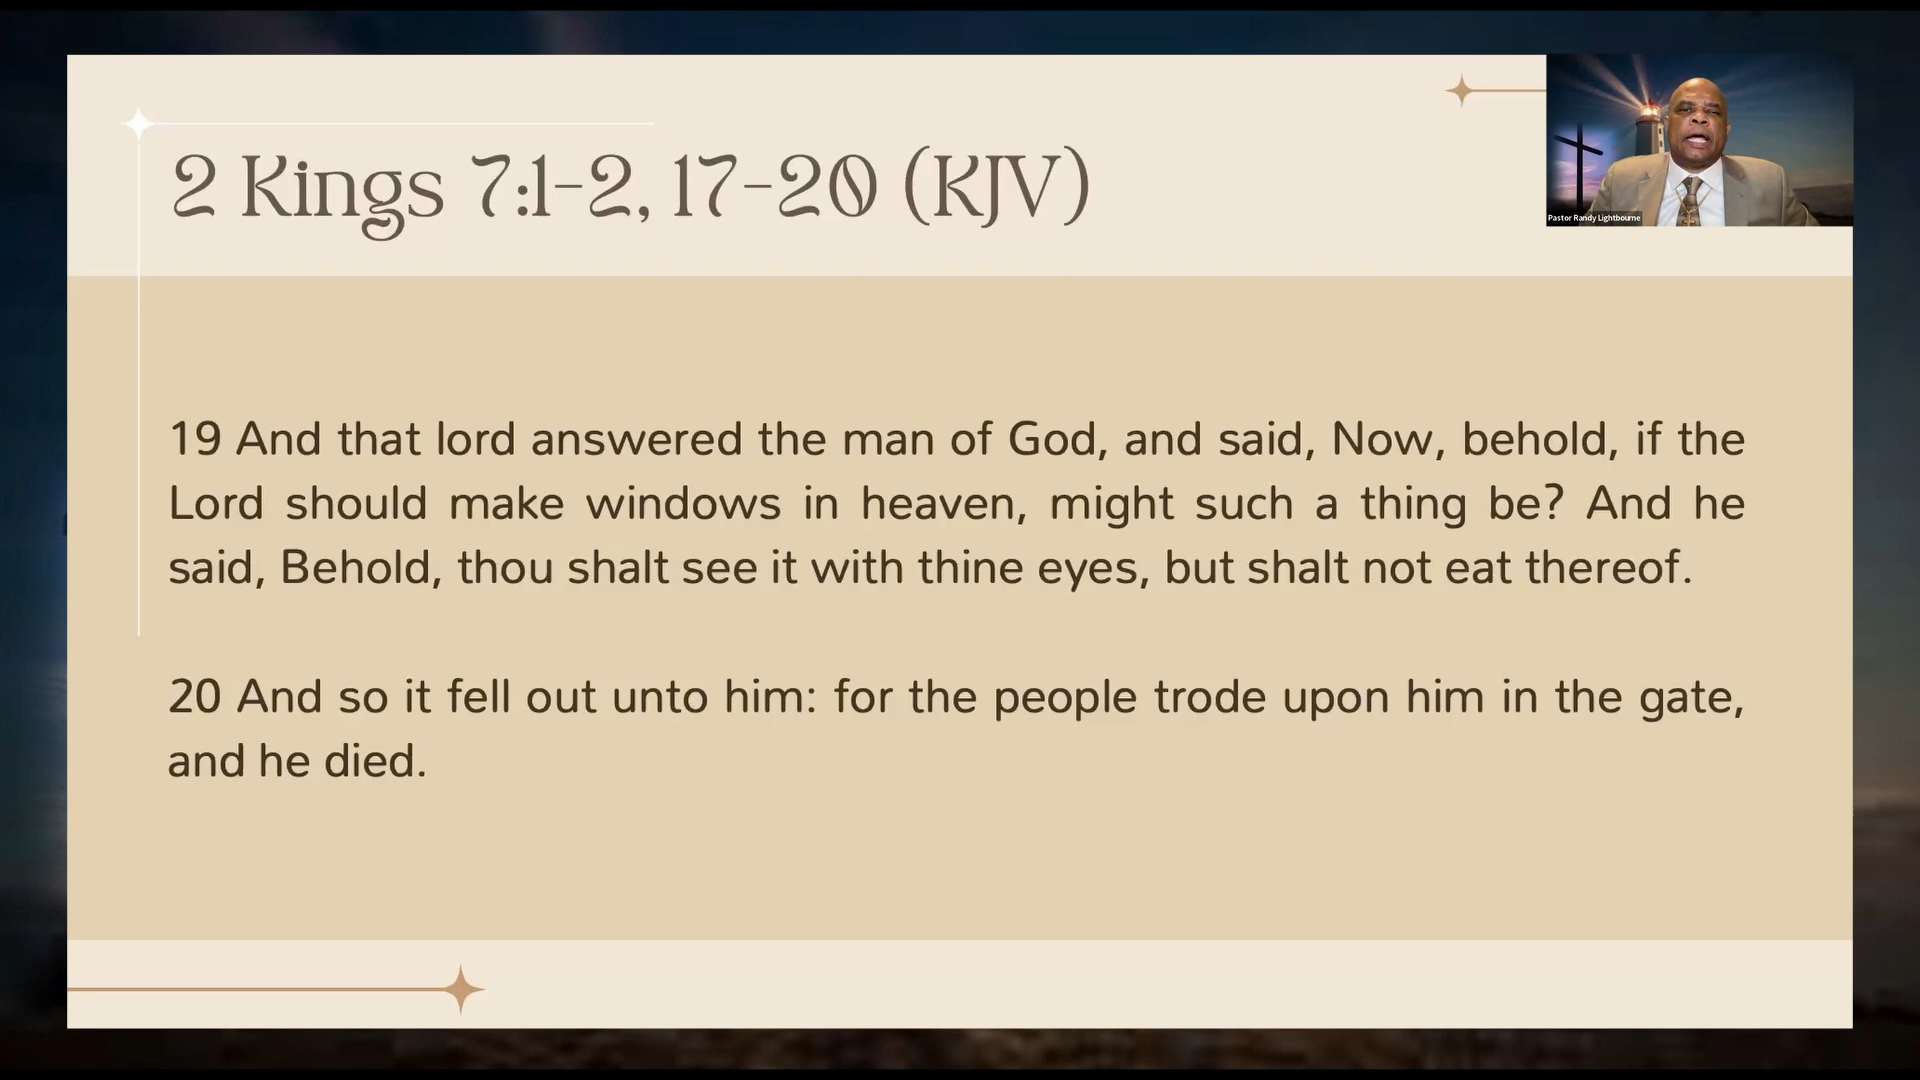 2 Kings 7:1-2, 17-20 (KJV)
Pastor Randy Lightbourne
19 And that lord answered the man of God, and said, Now, behold, if the
Lord should make windows in heaven, might such a thing be? And he
said, Behold, thou shalt see it with thine eyes, but shalt not eat thereof.
20 And so it fell out unto him: for the people trode upon him in the gate,
and he died.